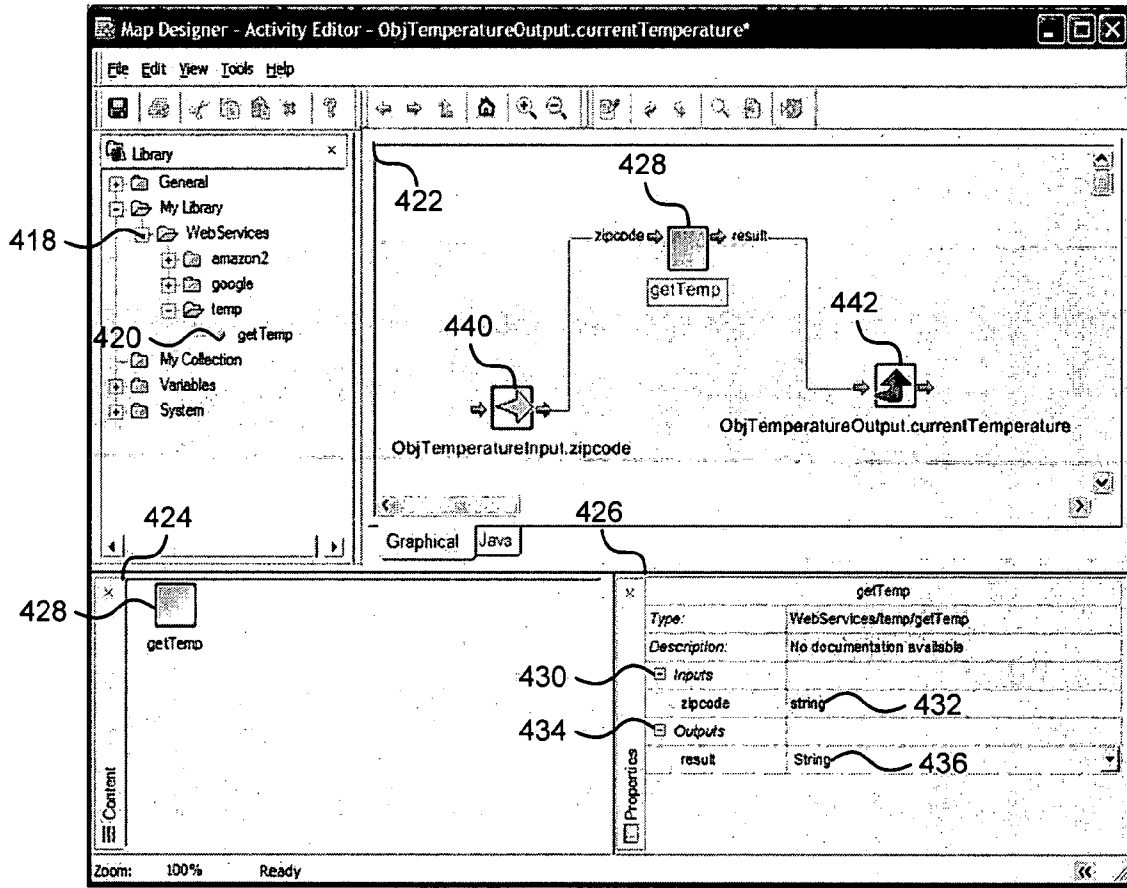 Map Designer - Activity Editor - ObjTemperatureOutput.currentTemperature*
File Edit View Tools Help
Library
General
My Library
WebServices
amazon2
google
temp
getTemp
My Collection
Variables
System
418
420
422
428
zipcode
result
getTemp
440
442
ObjTemperatureInput.zipcode
ObjTemperatureOutput.currentTemperature
Graphical
Java
424
426
428
getTemp
Content
Properties
getTemp
Type: WebServices/temp/getTemp
Description: No documentation available
430
Inputs
zipcode string 432
434
Outputs
result String 436
Zoom: 100% Ready